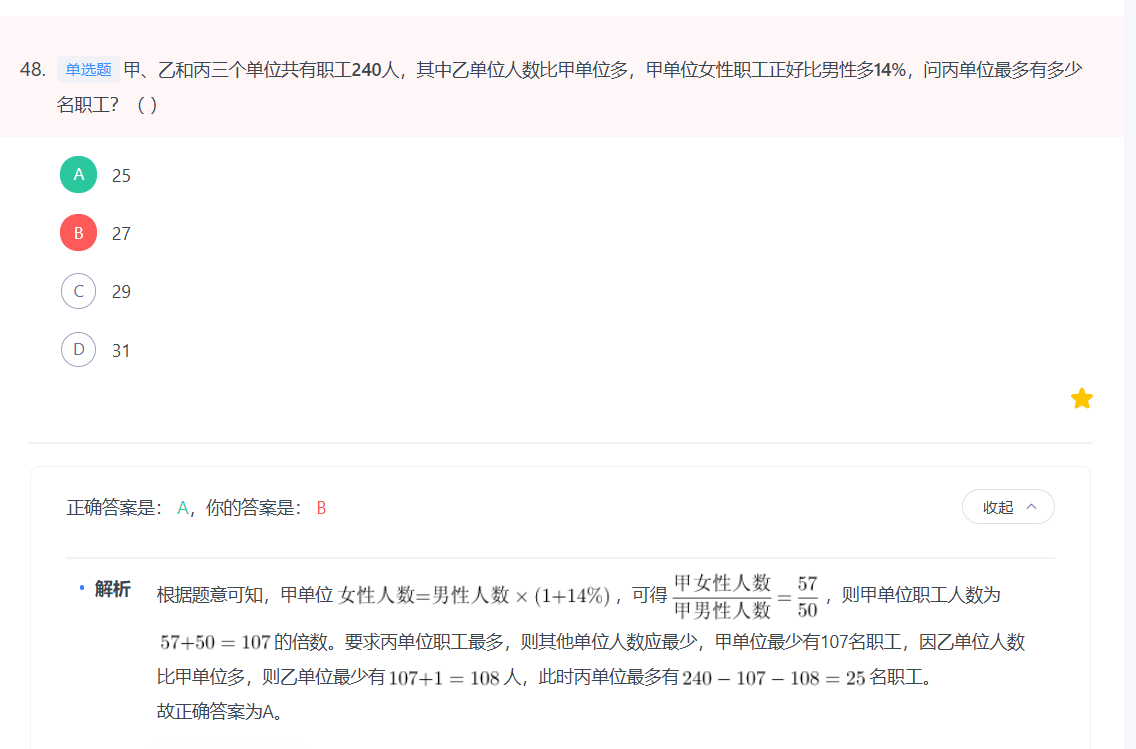 48. 单选题 甲、乙和丙三个单位共有职工240人，其中乙单位人数比甲单位多，甲单位女性职工正好比男性多14%，问丙单位最多有多少
名职工？（ ）
A 25
B 27
C 29
D 31
正确答案是： A，你的答案是： B
收起
• 解析 根据题意可知，甲单位 女性人数=男性人数 × (1+14%) ，可得 甲女性人数/甲男性人数 = 57/50 ，则甲单位职工人数为
57+50 = 107 的倍数。要求丙单位职工最多，则其他单位人数应最少，甲单位最少有107名职工，因乙单位人数
比甲单位多，则乙单位最少有 107+1 = 108 人，此时丙单位最多有 240 − 107 − 108 = 25 名职工。
故正确答案为A。